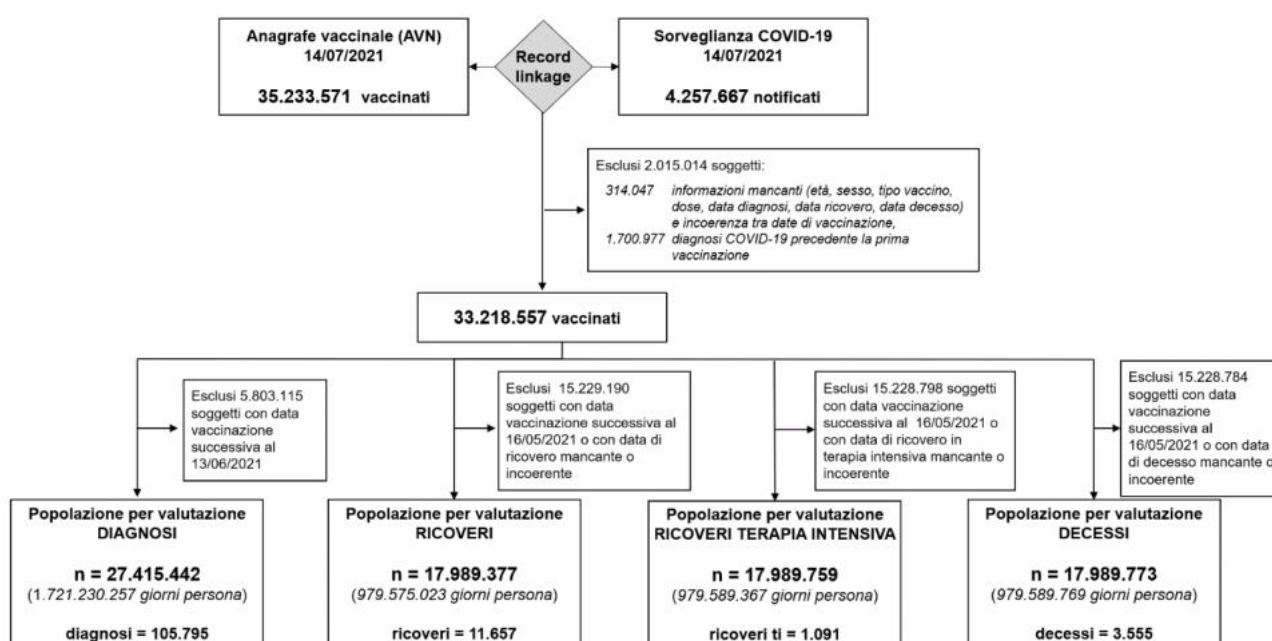 Anagrafe vaccinale (AVN)
14/07/2021
35.233.571 vaccinati
Record
linkage
Sorveglianza COVID-19
14/07/2021
4.257.667 notificati
Esclusi 2.015.014 soggetti:
314.047 informazioni mancanti (età, sesso, tipo vaccino,
dose, data diagnosi, data ricovero, data decesso)
e incoerenza tra date di vaccinazione,
1.700.977 diagnosi COVID-19 precedente la prima
vaccinazione
33.218.557 vaccinati
Esclusi 5.803.115
soggetti con data
vaccinazione
successiva al
13/06/2021
Esclusi 15.229.190
soggetti con data
vaccinazione successiva al
16/05/2021 o con data di
ricovero mancante o
incoerente
Esclusi 15.228.798 soggetti
con data vaccinazione
successiva al 16/05/2021 o
con data di ricovero in
terapia intensiva mancante o
incoerente
Esclusi 15.228.784
soggetti con data
vaccinazione
successiva al
16/05/2021 o con data
di decesso mancante o
incoerente
Popolazione per valutazione
DIAGNOSI
n = 27.415.442
(1.721.230.257 giorni persona)
diagnosi = 105.795
Popolazione per valutazione
RICOVERI
n = 17.989.377
(979.575.023 giorni persona)
ricoveri = 11.657
Popolazione per valutazione
RICOVERI TERAPIA INTENSIVA
n = 17.989.759
(979.589.367 giorni persona)
ricoveri ti = 1.091
Popolazione per valutazione
DECESSI
n = 17.989.773
(979.589.769 giorni persona)
decessi = 3.555